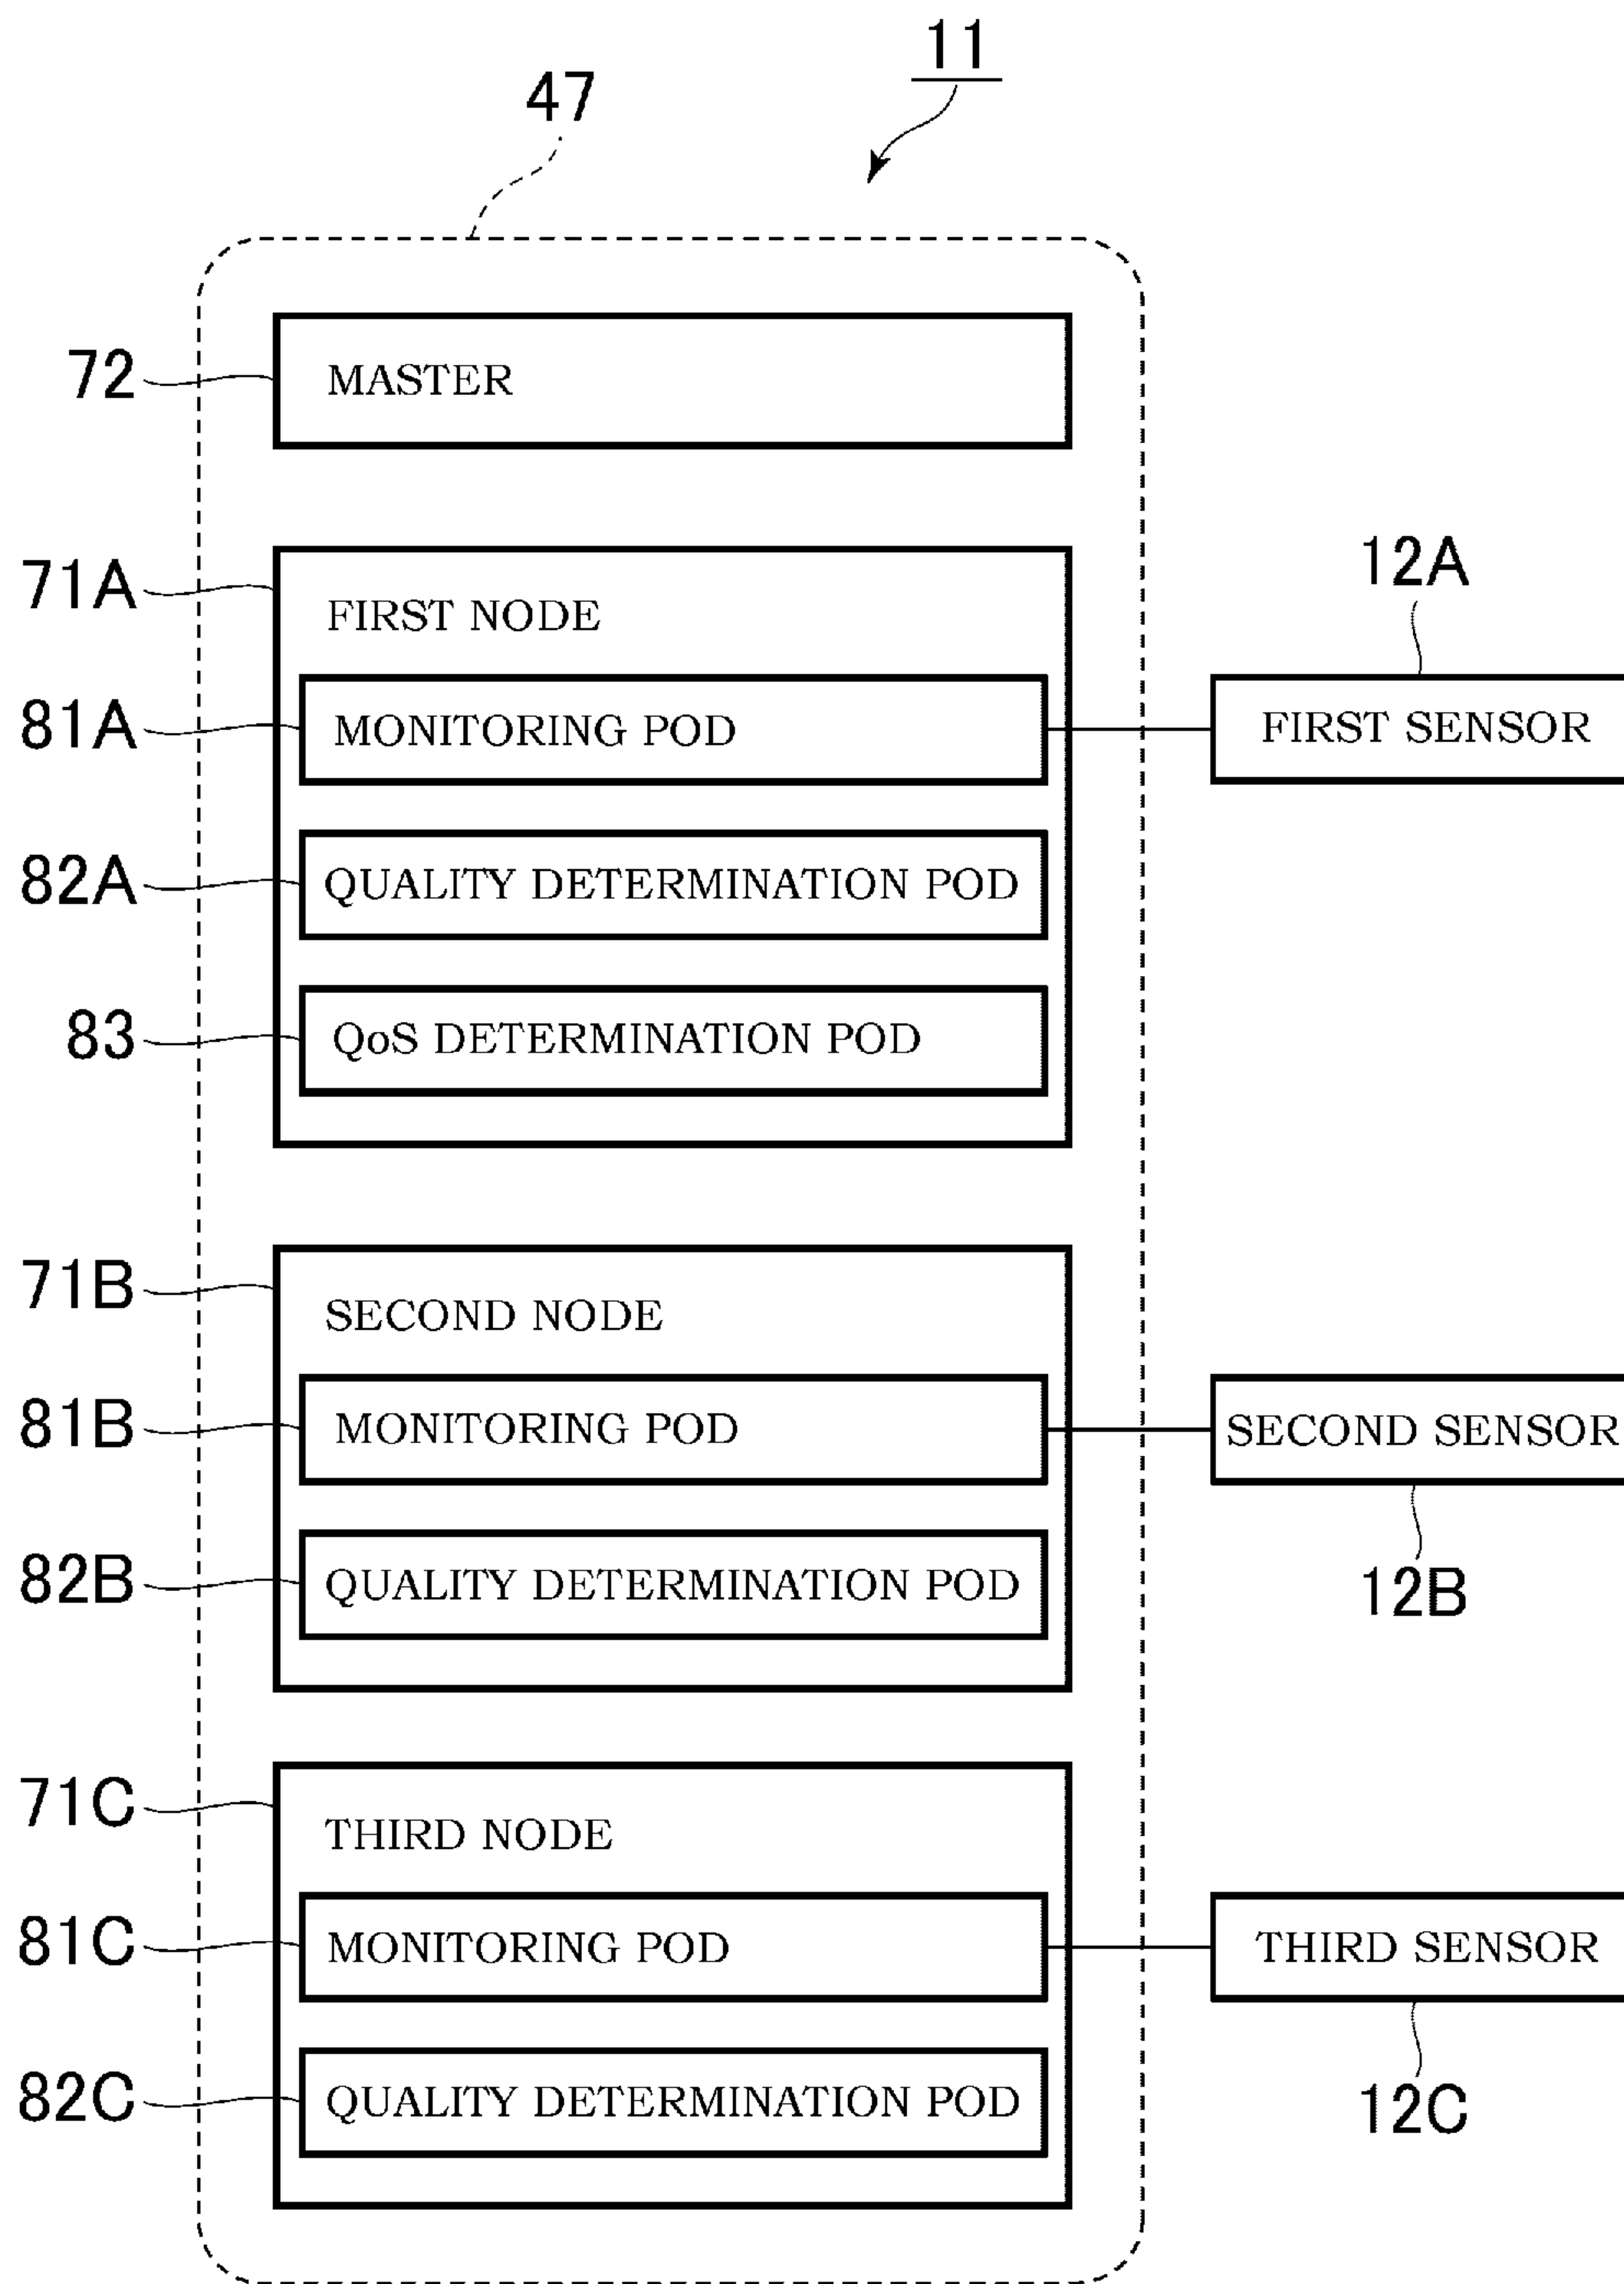 11
47
72
MASTER
71A
FIRST NODE
12A
81A
MONITORING POD
FIRST SENSOR
82A
QUALITY DETERMINATION POD
83
QoS DETERMINATION POD
71B
SECOND NODE
81B
MONITORING POD
SECOND SENSOR
82B
QUALITY DETERMINATION POD
12B
71C
THIRD NODE
81C
MONITORING POD
THIRD SENSOR
82C
QUALITY DETERMINATION POD
12C